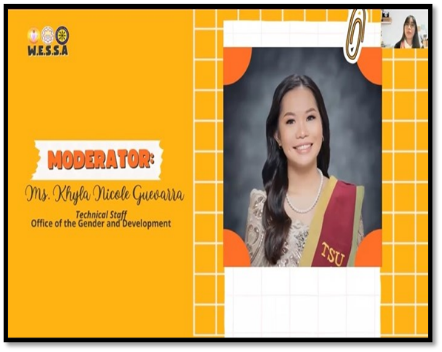 W.E.S.S.A
MODERATOR:
Ms. Khyla Nicole Guevarra
Technical Staff
Office of the Gender and Development
TSU